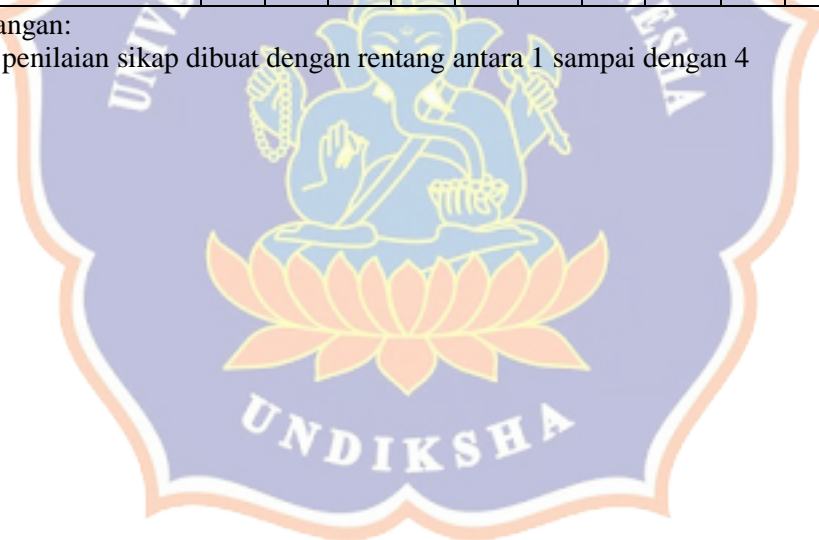 angan:
penilaian sikap dibuat dengan rentang antara 1 sampai dengan 4
UNDIKSHA